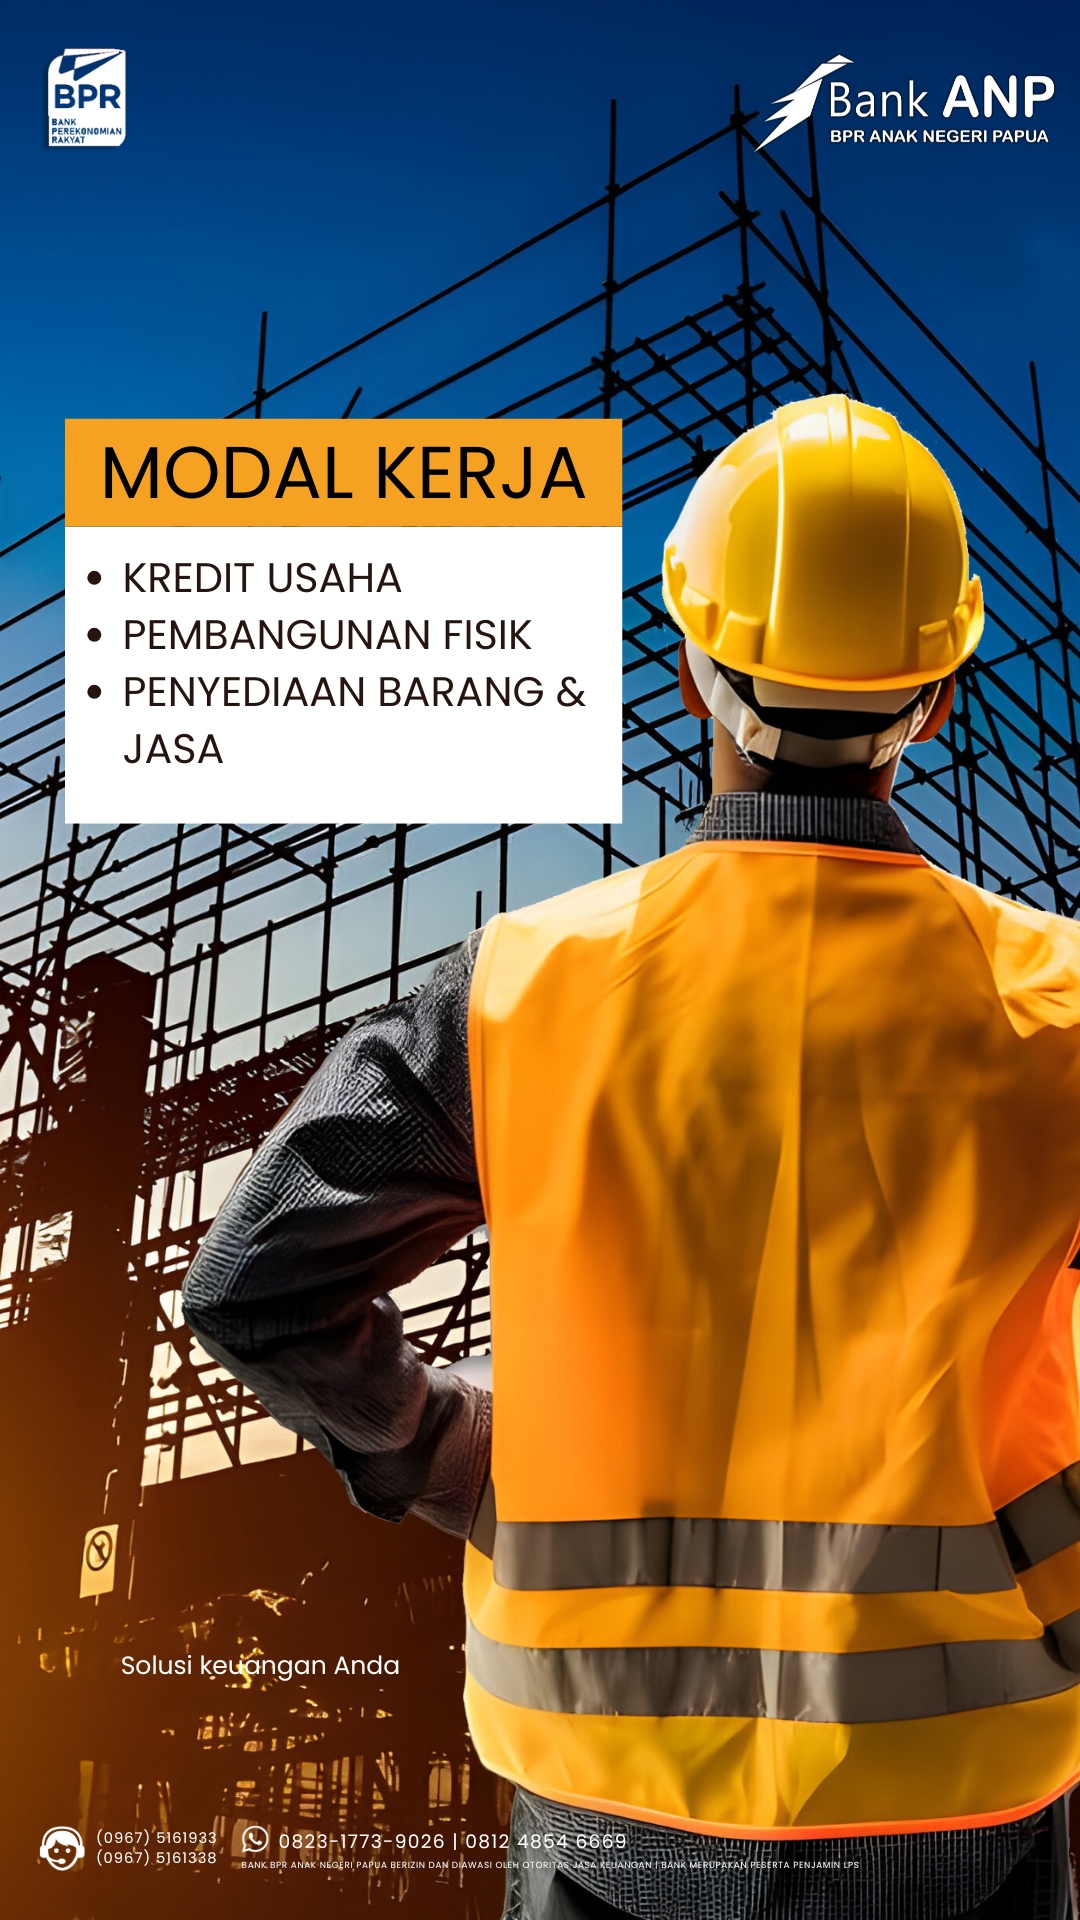 BPR
BANK
PEREKONOMIAN
RAKYAT
Bank ANP
BPR ANAK NEGERI PAPUA
MODAL KERJA
• KREDIT USAHA
• PEMBANGUNAN FISIK
• PENYEDIAAN BARANG &
JASA
Solusi keuangan Anda
(0967) 5161933
(0967) 5161338
0823-1773-9026 | 0812 4854 6669
BANK BPR ANAK NEGERI PAPUA BERIZIN DAN DIAWASI OLEH OTORITAS JASA KEUANGAN | BANK MERUPAKAN PESERTA PENJAMIN LPS